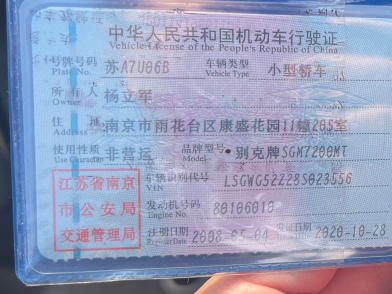 中华人民共和国机动车行驶证
Vehicle License of the People's Republic of China
号牌号码 苏A7U06B 车辆类型 小型轿车
Plate No. Vehicle Type
所有人 杨立军
Owner
住址 南京市雨花台区康盛花园11幢205室
Address
使用性质 非营运 品牌型号 别克牌SGM7200MT
Use Character Model
江苏省南京
市公安局
交通管理局
车辆识别代号 LSGWG52228S023556
VIN
发动机号码 80106010
Engine No.
注册日期 2008-05-04 发证日期 2020-10-28
Register Date